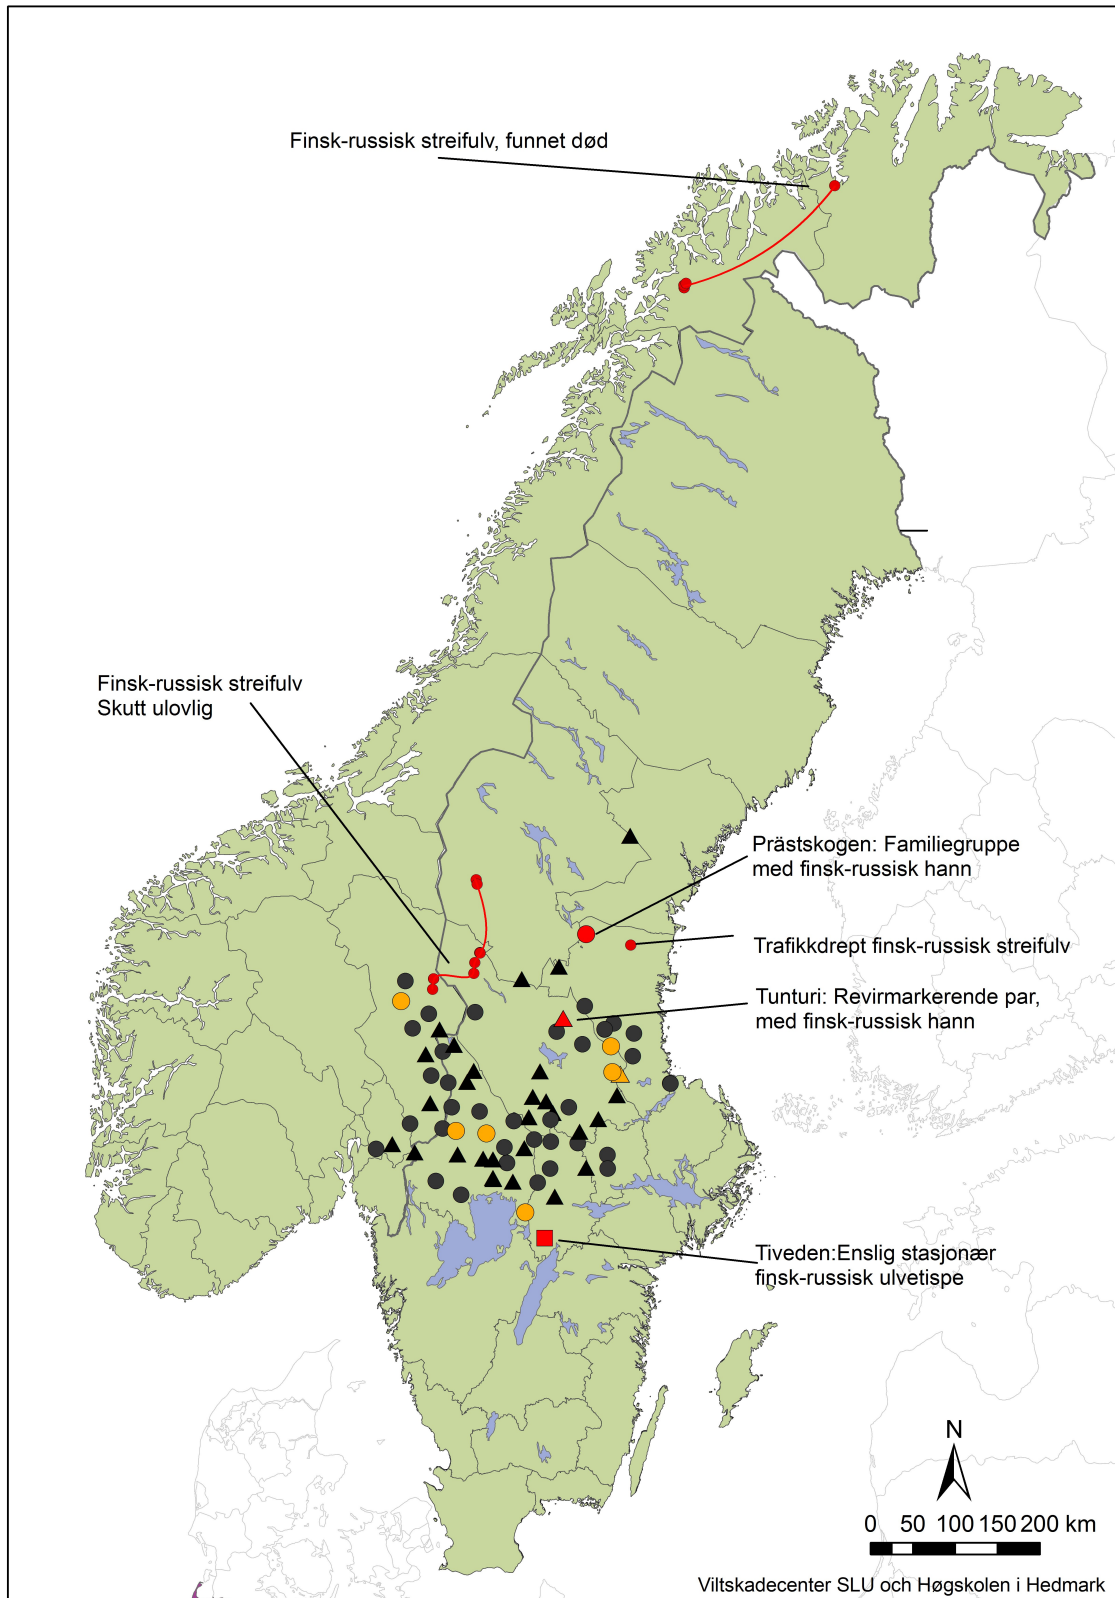 Finsk-russisk streifulv, funnet død
Finsk-russisk streifulv
Skutt ulovlig
Prästskogen: Familiegruppe
med finsk-russisk hann
Trafikkdrept finsk-russisk streifulv
Tunturi: Revirmarkerende par,
med finsk-russisk hann
Tiveden:Enslig stasjonær
finsk-russisk ulvetispe
N
0 50 100 150 200 km
Viltskadecenter SLU och Høgskolen i Hedmark